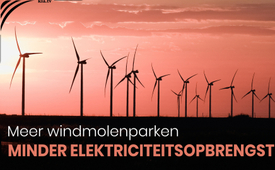 Meer windmolenparken
MINDER ELEKTRICITEITSOPBRENGST